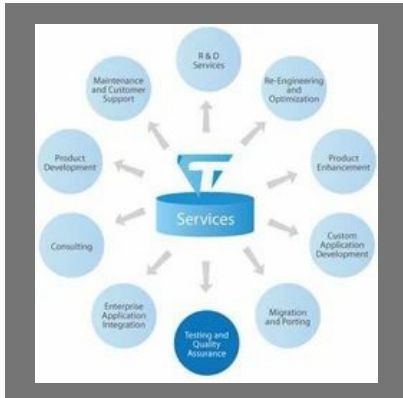 R & D
Services
Re-Engineering
and
Optimization
Product
Enhancement
Custom
Application
Development
Migration
and Porting
Testing and
Quality
Assurance
Enterprise
Application
Integration
Consulting
Product
Development
Maintenance
and Customer
Support
T
Services